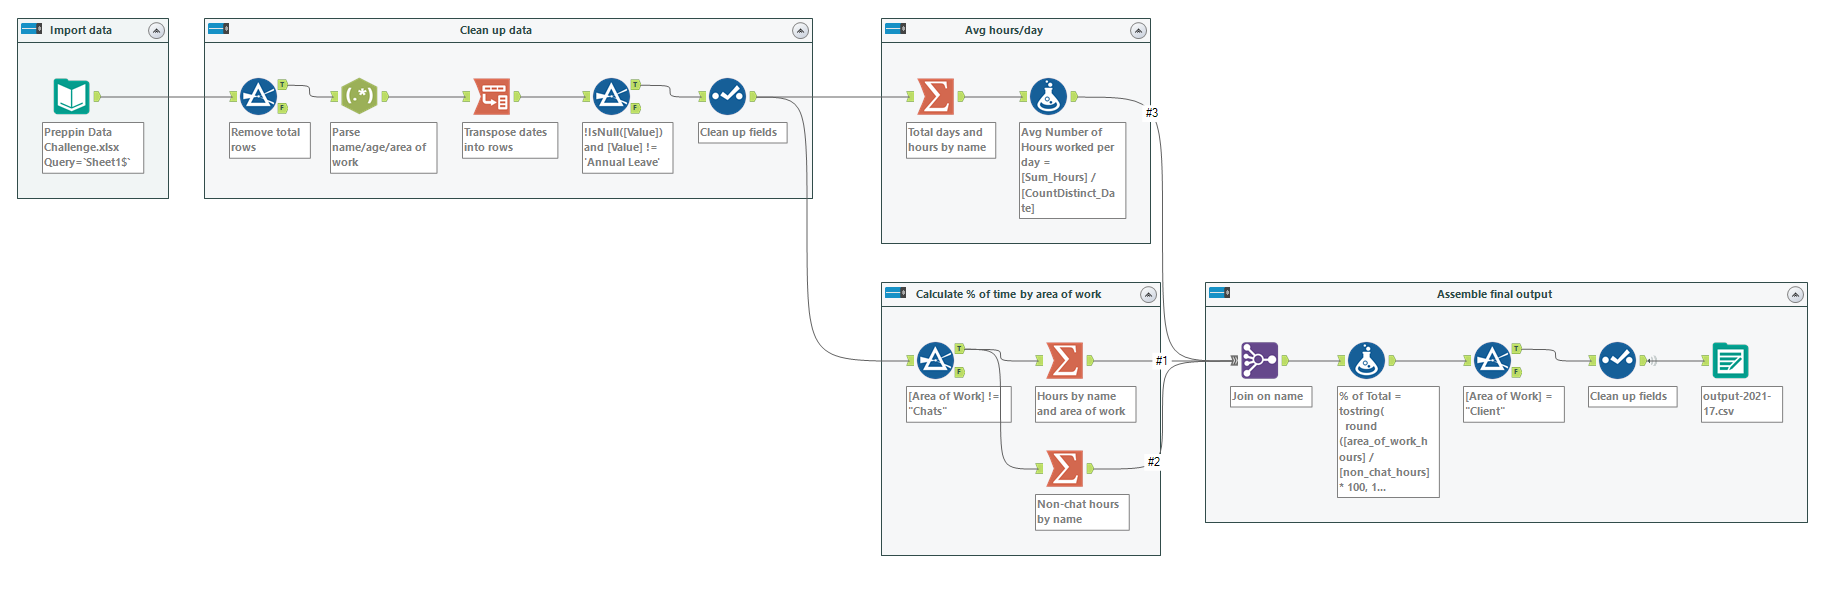 Import data
Preppin Data
Challenge.xlsx
Query=`Sheet1$`
Clean up data
T
F
Remove total
rows
(.*)
Parse
name/age/area of
work
Transpose dates
into rows
T
F
!IsNull([Value])
and [Value] !=
'Annual Leave'
Clean up fields
Avg hours/day
Σ
Total days and
hours by name
Avg Number of
Hours worked per
day =
[Sum_Hours] /
[CountDistinct_Da
te]
#3
Calculate % of time by area of work
T
F
[Area of Work] !=
"Chats"
Σ
Hours by name
and area of work
#1
Σ
Non-chat hours
by name
#2
Assemble final output
Join on name
% of Total =
tostring(
round
([area_of_work_h
ours] /
[non_chat_hours]
* 100, 1...
T
F
[Area of Work] =
"Client"
Clean up fields
output-2021-
17.csv